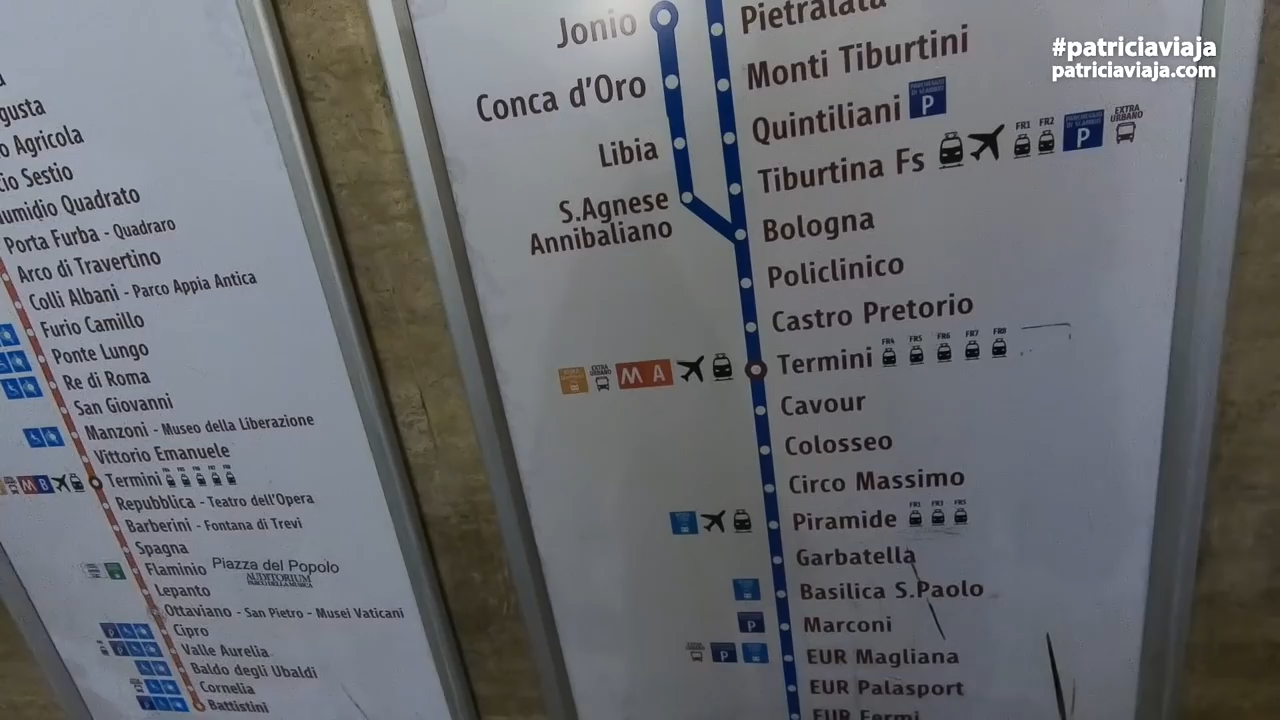 #patriciaviaja
patriciaviaja.com
gusta
o Agricola
io Sestio
umidio Quadrato
Porta Furba - Quadraro
Arco di Travertino
Colli Albani - Parco Appia Antica
Furio Camillo
Ponte Lungo
Re di Roma
San Giovanni
Manzoni - Museo della Liberazione
Vittorio Emanuele
M B Termini
Repubblica - Teatro dell'Opera
Barberini - Fontana di Trevi
Spagna
Flaminio Piazza del Popolo
AUDITORIUM
PARCO DELLA MUSICA
Lepanto
Ottaviano - San Pietro - Musei Vaticani
Cipro
Valle Aurelia
Baldo degli Ubaldi
Cornelia
Battistini
Jonio
Conca d'Oro
Libia
S.Agnese
Annibaliano
Pietralata
Monti Tiburtini
Quintiliani P
Tiburtina Fs FR1 FR2 P EXTRA URBANO
Bologna
Policlinico
Castro Pretorio
EXTRA URBANO M A Termini FR4 FR5 FR6 FR7 FR8
Cavour
Colosseo
Circo Massimo
Piramide FR1 FR3 FR5
Garbatella
Basilica S.Paolo
P Marconi
P EUR Magliana
EUR Palasport
EUR Fermi